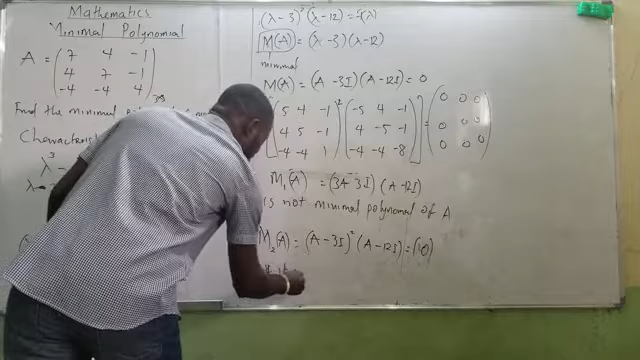 Mathematics
Minimal Polynomial
A = ( 7 4 -1
4 7 -1
-4 -4 4 )3x3
Find the minimal
λ³ -
(λ-3)²(λ-12)=f(λ)
M(A) = (λ-3)(λ-12)
minimal
M(A) = (A-3I)(A-12I)=0
[( 5 4 -1 )² ( -5 4 -1 )] = ( 0 0 0
4 5 -1 4 -5 -1 0 0 0
-4 -4 1 -4 -4 -8 0 0 0 )
M₁(A) = (3A-3I)(A-12I)
is not minimal polynomial of A
M₂(A) = (A-3I)²(A-12I)=(0)